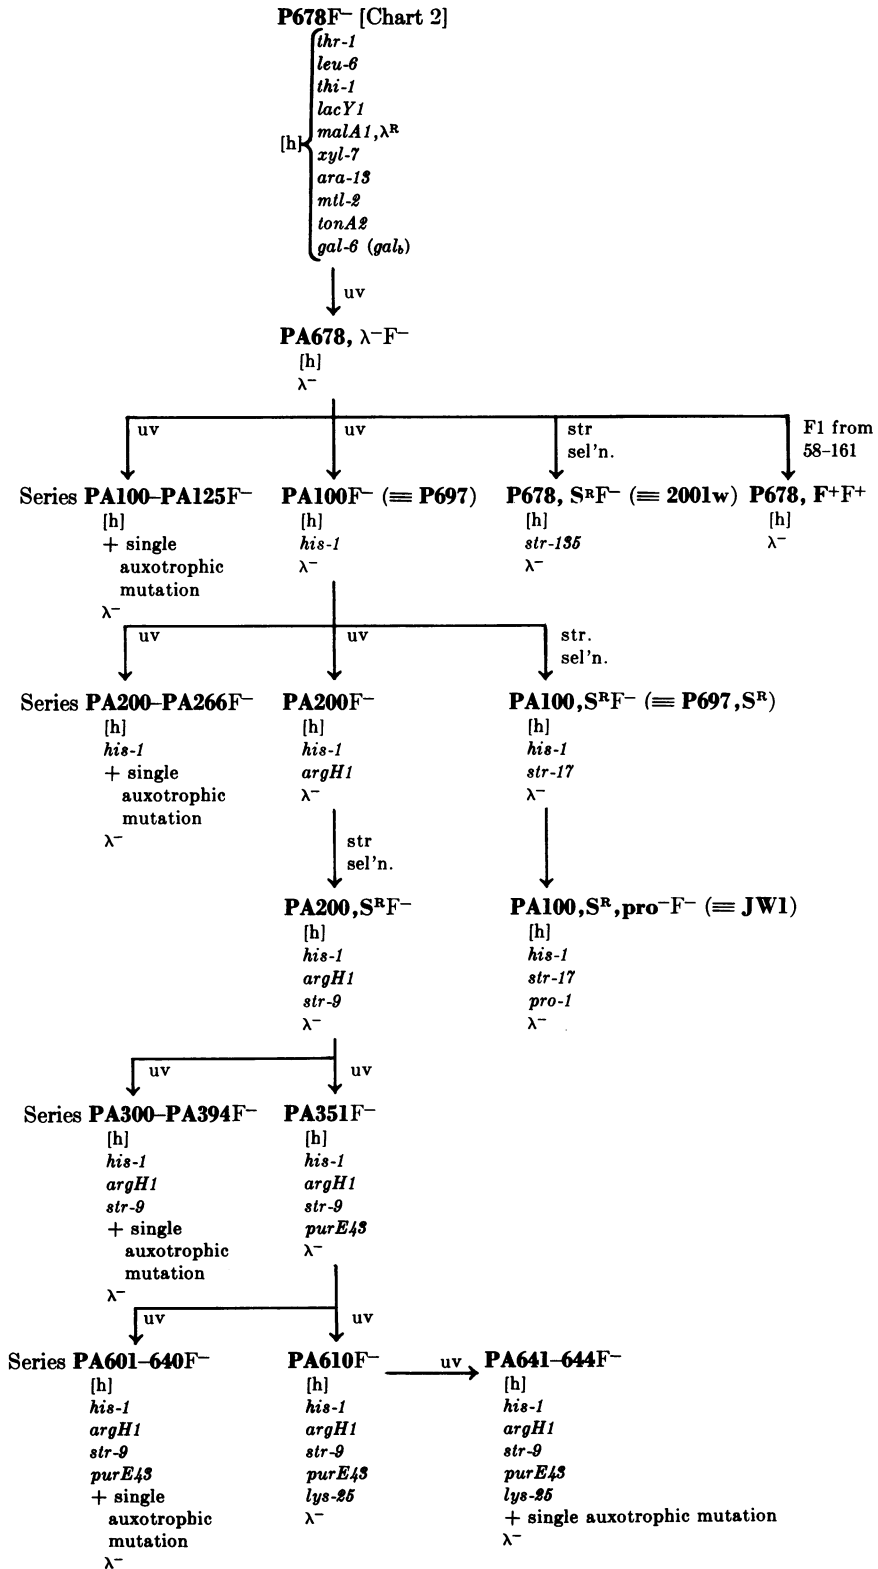 P678F⁻ [Chart 2]
[h]
thr-1
leu-6
thi-1
lacY1
malA1,λᴿ
xyl-7
ara-13
mtl-2
tonA2
gal-6 (gal_b)
uv
PA678, λ⁻F⁻
[h]
λ⁻
uv
uv
str
sel'n.
F1 from
58-161
Series PA100–PA125F⁻
[h]
+ single
auxotrophic
mutation
λ⁻
PA100F⁻ (≡ P697)
[h]
his-1
λ⁻
P678, SᴿF⁻ (≡ 2001w)
[h]
str-135
λ⁻
P678, F⁺F⁺
[h]
λ⁻
uv
uv
str.
sel'n.
Series PA200–PA266F⁻
[h]
his-1
+ single
auxotrophic
mutation
λ⁻
PA200F⁻
[h]
his-1
argH1
λ⁻
PA100,SᴿF⁻ (≡ P697,Sᴿ)
[h]
his-1
str-17
λ⁻
str
sel'n.
PA200,SᴿF⁻
[h]
his-1
argH1
str-9
λ⁻
PA100,Sᴿ,pro⁻F⁻ (≡ JW1)
[h]
his-1
str-17
pro-1
λ⁻
uv
uv
Series PA300–PA394F⁻
[h]
his-1
argH1
str-9
+ single
auxotrophic
mutation
λ⁻
PA351F⁻
[h]
his-1
argH1
str-9
purE43
λ⁻
uv
uv
Series PA601–640F⁻
[h]
his-1
argH1
str-9
purE43
+ single
auxotrophic
mutation
λ⁻
PA610F⁻
[h]
his-1
argH1
str-9
purE43
lys-25
λ⁻
uv
PA641–644F⁻
[h]
his-1
argH1
str-9
purE43
lys-25
+ single auxotrophic mutation
λ⁻